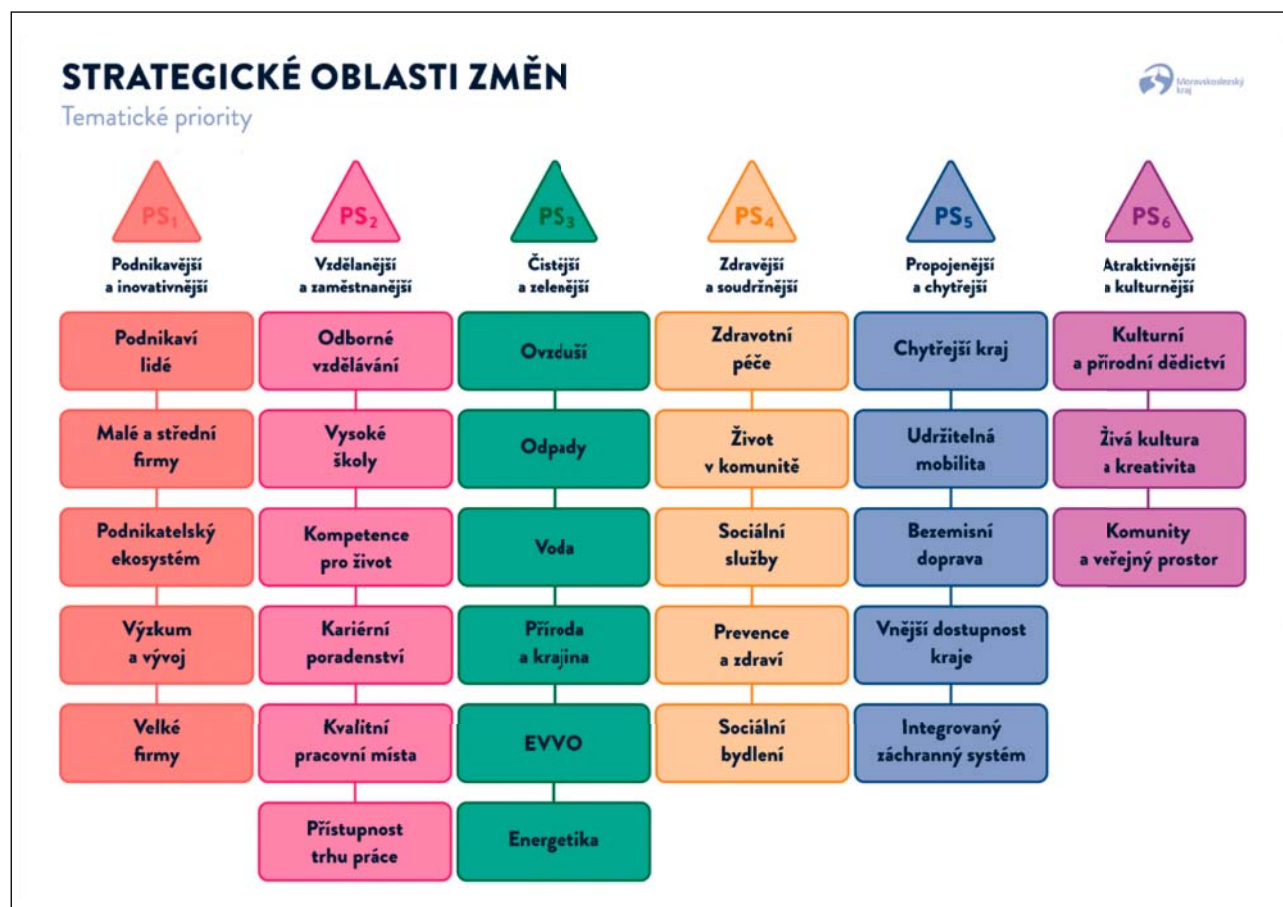 STRATEGICKÉ OBLASTI ZMĚN
Tematické priority
Moravskoslezský
kraj
PS₁
Podnikavější
a inovativnější
Podnikaví
lidé
Malé a střední
firmy
Podnikatelský
ekosystém
Výzkum
a vývoj
Velké
firmy
PS₂
Vzdělanější
a zaměstnanější
Odborné
vzdělávání
Vysoké
školy
Kompetence
pro život
Kariérní
poradenství
Kvalitní
pracovní místa
Přístupnost
trhu práce
PS₃
Čistější
a zelenější
Ovzduší
Odpady
Voda
Příroda
a krajina
EVVO
Energetika
PS₄
Zdravější
a soudržnější
Zdravotní
péče
Život
v komunitě
Sociální
služby
Prevence
a zdraví
Sociální
bydlení
PS₅
Propojenější
a chytřejší
Chytřejší kraj
Udržitelná
mobilita
Bezemisní
doprava
Vnější dostupnost
kraje
Integrovaný
záchranný systém
PS₆
Atraktivnější
a kulturnější
Kulturní
a přírodní dědictví
Živá kultura
a kreativita
Komunity
a veřejný prostor